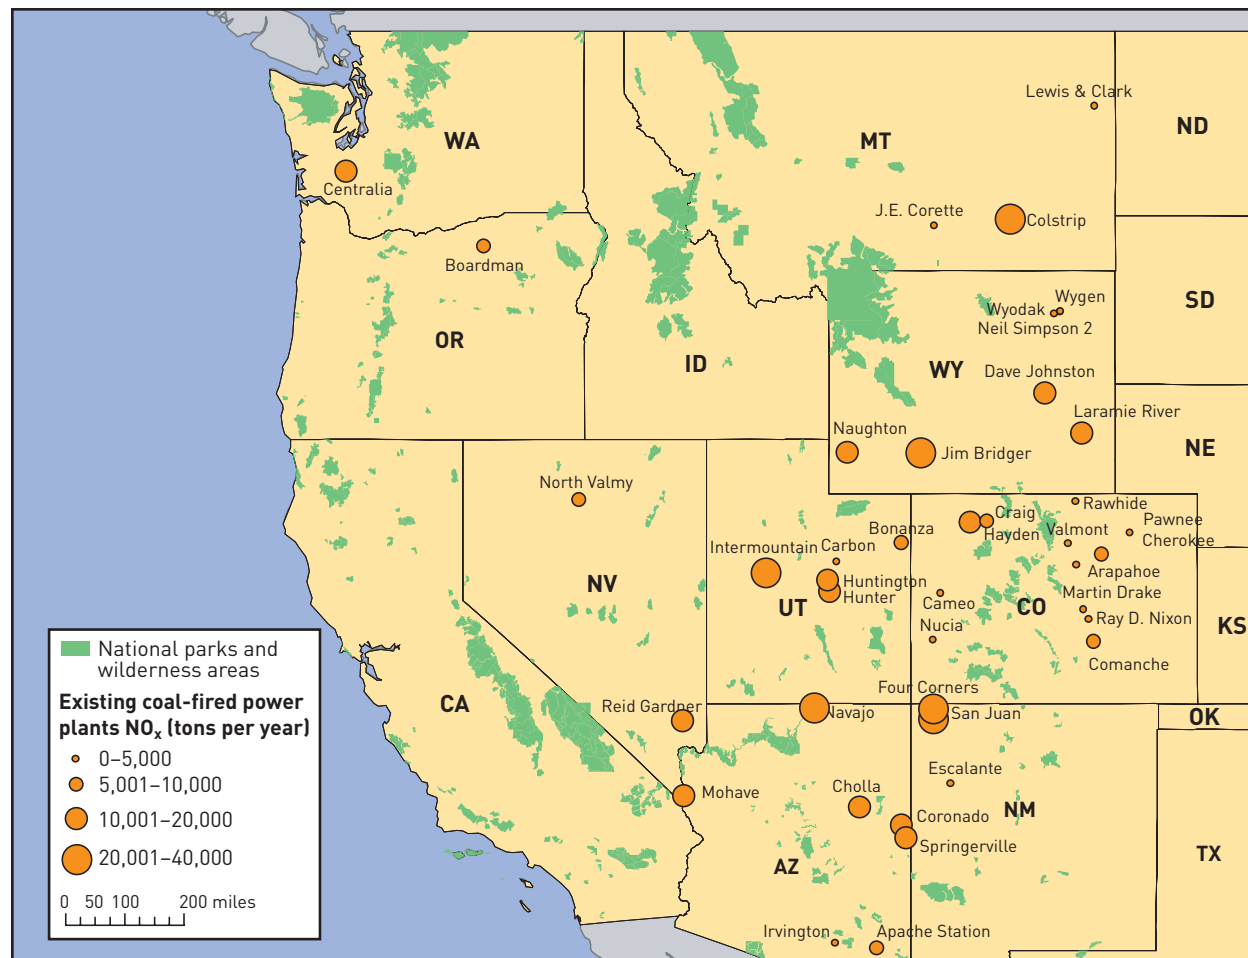 Lewis & Clark
ND
WA
MT
Centralia
J.E. Corette
Colstrip
Boardman
SD
Wygen
Wyodak
Neil Simpson 2
OR
ID
WY
Dave Johnston
Laramie River
Naughton
Jim Bridger
NE
North Valmy
Rawhide
Craig
Hayden
Valmont
Pawnee
Cherokee
Bonanza
Intermountain
Carbon
Arapahoe
NV
Huntington
Hunter
UT
Martin Drake
Cameo
CO
Ray D. Nixon
Nucia
KS
Comanche
National parks and
wilderness areas
Existing coal-fired power
plants NOx (tons per year)
0–5,000
5,001–10,000
10,001–20,000
20,001–40,000
0 50 100 200 miles
CA
Four Corners
Reid Gardner
Navajo
San Juan
OK
Escalante
Mohave
Cholla
NM
Coronado
Springerville
AZ
TX
Irvington
Apache Station